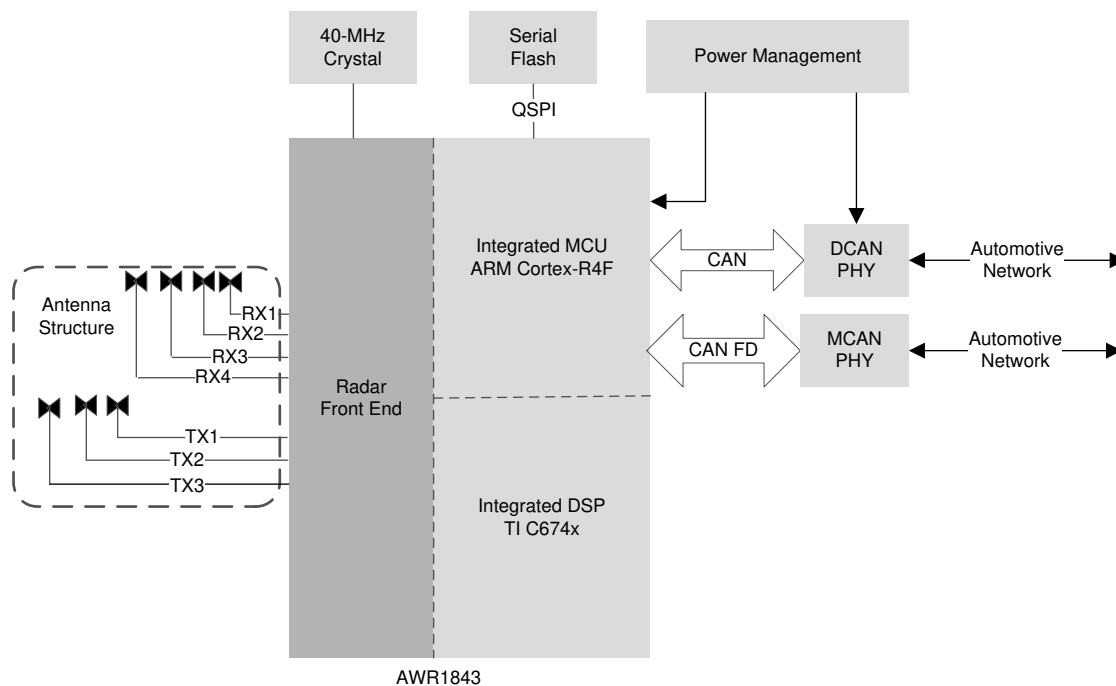 40-MHz
Crystal
Serial
Flash
Power Management
QSPI
Integrated MCU
ARM Cortex-R4F
CAN
DCAN
PHY
Automotive
Network
Antenna
Structure
RX1
RX2
RX3
RX4
CAN FD
MCAN
PHY
Automotive
Network
Radar
Front End
TX1
TX2
TX3
Integrated DSP
TI C674x
AWR1843